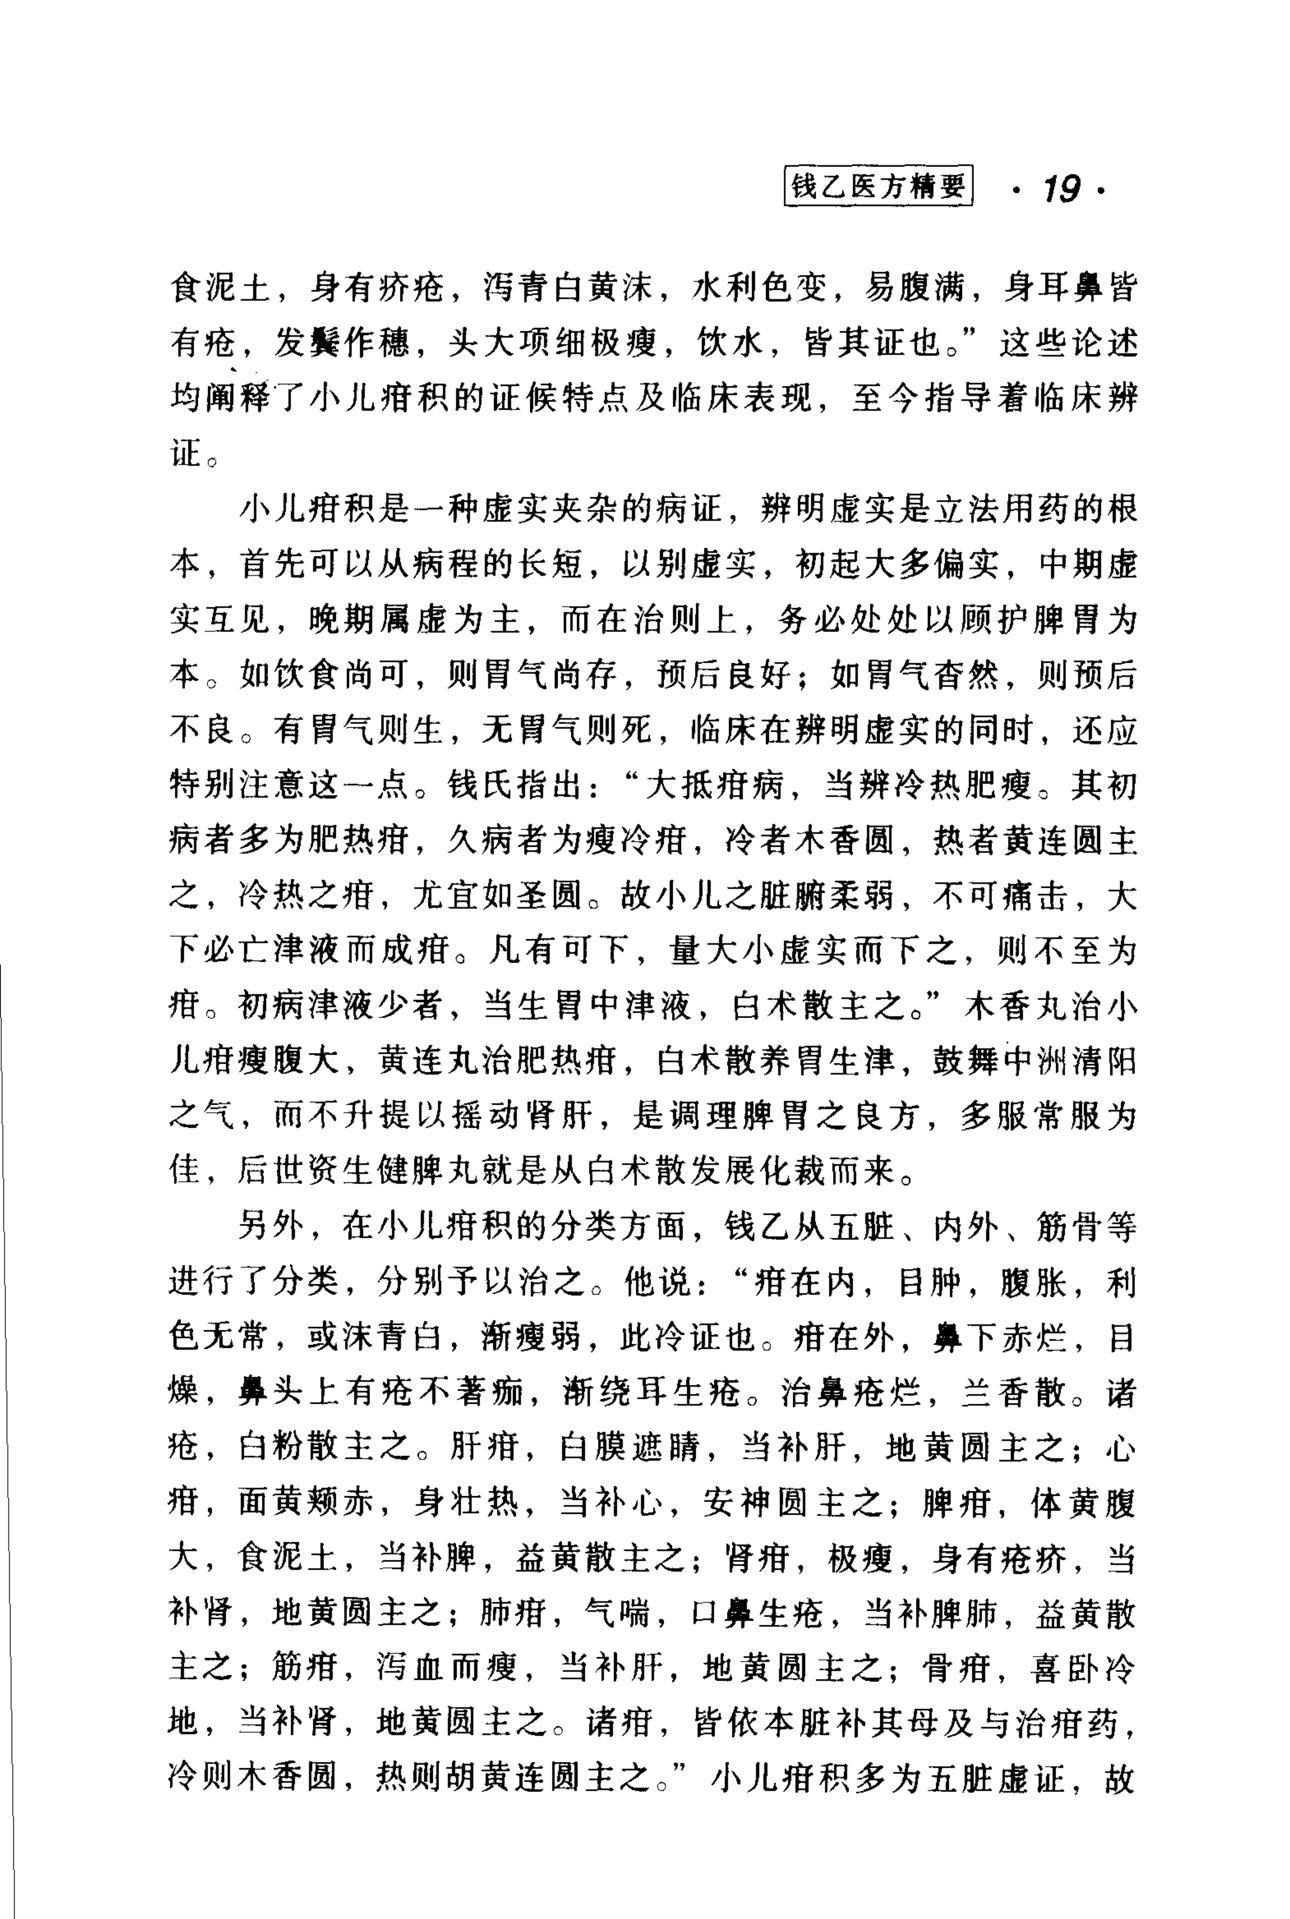 钱乙医方精要 · 19 ·
食泥土，身有疥疮，泻青白黄沫，水利色变，易腹满，身耳鼻皆
有疮，发鬓作穗，头大项细极瘦，饮水，皆其证也。”这些论述
均阐释了小儿疳积的证候特点及临床表现，至今指导着临床辨
证。
小儿疳积是一种虚实夹杂的病证，辨明虚实是立法用药的根
本，首先可以从病程的长短，以别虚实，初起大多偏实，中期虚
实互见，晚期属虚为主，而在治则上，务必处处以顾护脾胃为
本。如饮食尚可，则胃气尚存，预后良好；如胃气杳然，则预后
不良。有胃气则生，无胃气则死，临床在辨明虚实的同时，还应
特别注意这一点。钱氏指出：“大抵疳病，当辨冷热肥瘦。其初
病者多为肥热疳，久病者为瘦冷疳，冷者木香圆，热者黄连圆主
之，冷热之疳，尤宜如圣圆。故小儿之脏腑柔弱，不可痛击，大
下必亡津液而成疳。凡有可下，量大小虚实而下之，则不至为
疳。初病津液少者，当生胃中津液，白术散主之。”木香丸治小
儿疳瘦腹大，黄连丸治肥热疳，白术散养胃生津，鼓舞中洲清阳
之气，而不升提以摇动肾肝，是调理脾胃之良方，多服常服为
佳，后世资生健脾丸就是从白术散发展化裁而来。
另外，在小儿疳积的分类方面，钱乙从五脏、内外、筋骨等
进行了分类，分别予以治之。他说：“疳在内，目肿，腹胀，利
色无常，或沫青白，渐瘦弱，此冷证也。疳在外，鼻下赤烂，目
燥，鼻头上有疮不著痂，渐绕耳生疮。治鼻疮烂，兰香散。诸
疮，白粉散主之。肝疳，白膜遮睛，当补肝，地黄圆主之；心
疳，面黄颊赤，身壮热，当补心，安神圆主之；脾疳，体黄腹
大，食泥土，当补脾，益黄散主之；肾疳，极瘦，身有疮疥，当
补肾，地黄圆主之；肺疳，气喘，口鼻生疮，当补脾肺，益黄散
主之；筋疳，泻血而瘦，当补肝，地黄圆主之；骨疳，喜卧冷
地，当补肾，地黄圆主之。诸疳，皆依本脏补其母及与治疳药，
冷则木香圆，热则胡黄连圆主之。”小儿疳积多为五脏虚证，故